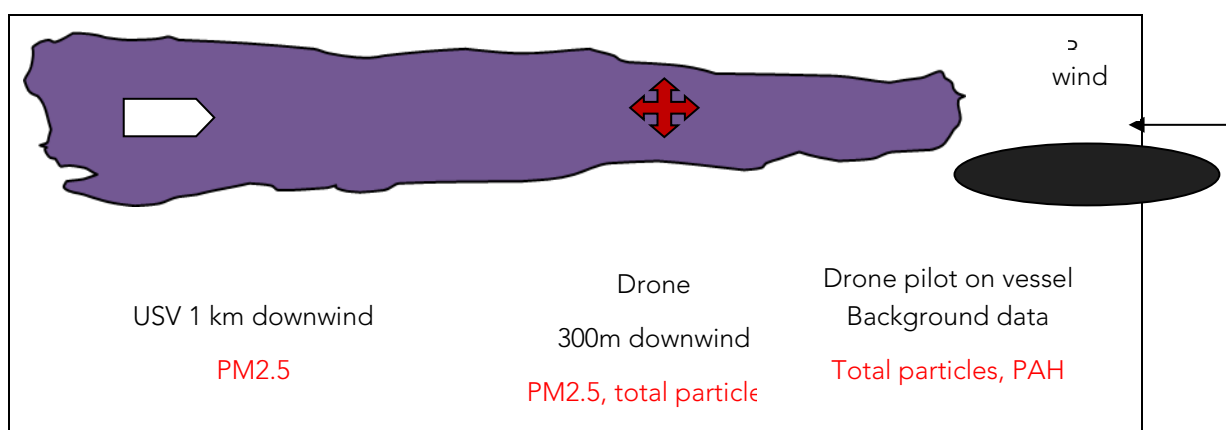 wind
USV 1 km downwind
PM2.5
Drone
300m downwind
PM2.5, total particle
Drone pilot on vessel
Background data
Total particles, PAH